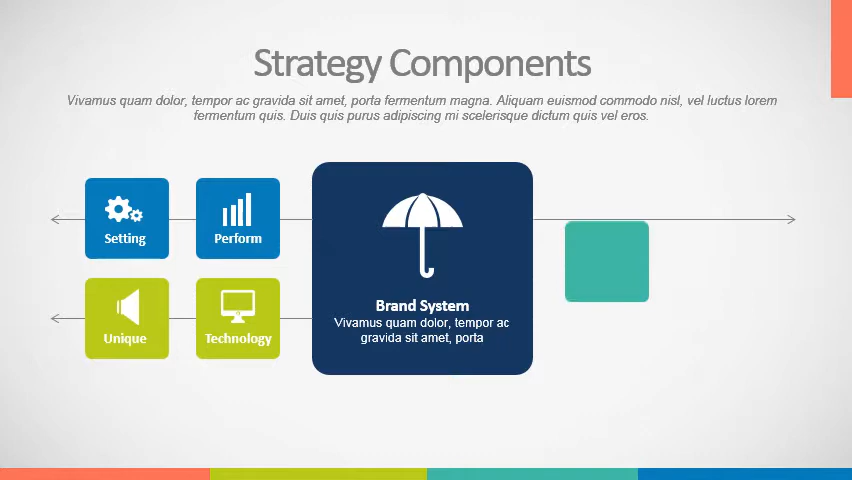 Strategy Components
Vivamus quam dolor, tempor ac gravida sit amet, porta fermentum magna. Aliquam euismod commodo nisl, vel luctus lorem
fermentum quis. Duis quis purus adipiscing mi scelerisque dictum quis vel eros.
Setting
Perform
Unique
Technology
Brand System
Vivamus quam dolor, tempor ac
gravida sit amet, porta